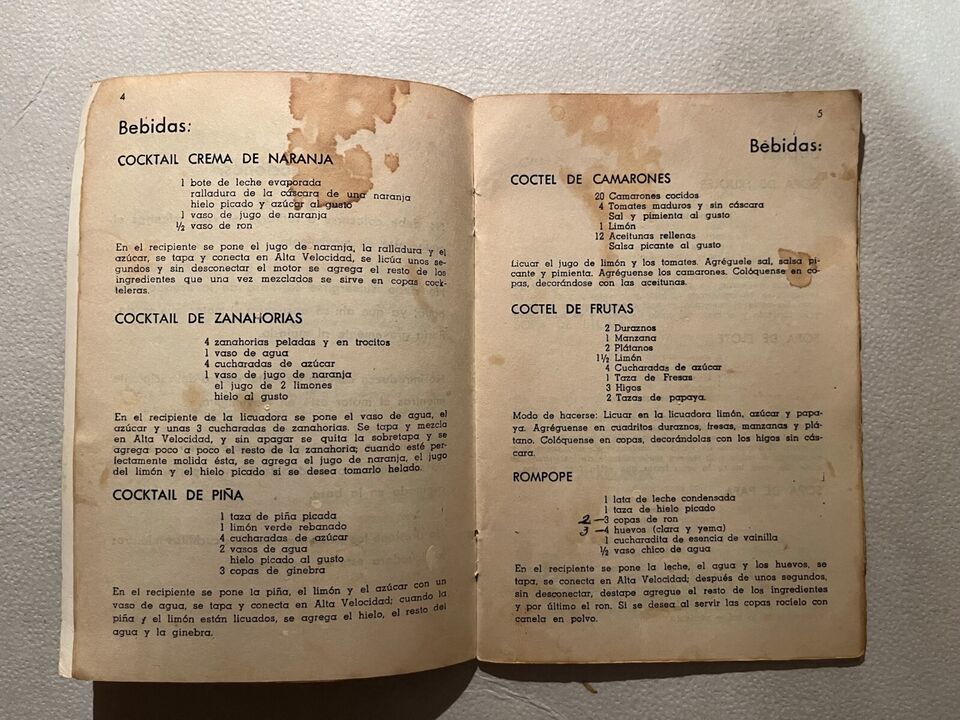 4
Bebidas:
COCKTAIL CREMA DE NARANJA
1 bote de leche evaporada
ralladura de la cáscara de una naranja
hielo picado y azúcar al gusto
1 vaso de jugo de naranja
½ vaso de ron
En el recipiente se pone el jugo de naranja, la ralladura y el
azúcar, se tapa y conecta en Alta Velocidad, se licúa unos se-
gundos y sin desconectar el motor se agrega el resto de los
ingredientes que una vez mezclados se sirve en copas cock-
teleras.
COCKTAIL DE ZANAHORIAS
4 zanahorias peladas y en trocitos
1 vaso de agua
4 cucharadas de azúcar
1 vaso de jugo de naranja
el jugo de 2 limones
hielo al gusto
En el recipiente de la licuadora se pone el vaso de agua, el
azúcar y unas 3 cucharadas de zanahorias. Se tapa y mezcla
en Alta Velocidad, y sin apagar se quita la sobretapa y se
agrega poco a poco el resto de la zanahoria; cuando esté per-
fectamente molida ésta, se agrega el jugo de naranja, el jugo
del limón y el hielo picado si se desea tomarlo helado.
COCKTAIL DE PIÑA
1 taza de piña picada
1 limón verde rebanado
4 cucharadas de azúcar
2 vasos de agua
hielo picado al gusto
3 copas de ginebra
En el recipiente se pone la piña, el limón y el azúcar con un
vaso de agua, se tapa y conecta en Alta Velocidad; cuando la
piña y el limón están licuados, se agrega el hielo, el resto del
agua y la ginebra.
5
Bebidas:
COCTEL DE CAMARONES
20 Camarones cocidos
4 Tomates maduros y sin cáscara
Sal y pimienta al gusto
1 Limón
12 Aceitunas rellenas
Salsa picante al gusto
Licuar el jugo de limón y los tomates. Agréguele sal, salsa pi-
cante y pimienta. Agréguense los camarones. Colóquense en co-
pas, decorándose con las aceitunas.
COCTEL DE FRUTAS
2 Duraznos
1 Manzana
2 Plátanos
1½ Limón
4 Cucharadas de azúcar
1 Taza de Fresas
3 Higos
2 Tazas de papaya.
Modo de hacerse: Licuar en la licuadora limón, azúcar y papa-
ya. Agréguense en cuadritos duraznos, fresas, manzanas y plá-
tano. Colóquense en copas, decorándolas con los higos sin cás-
cara.
ROMPOPE
1 lata de leche condensada
1 taza de hielo picado
2 — 3 copas de ron
3 — 4 huevos (clara y yema)
1 cucharadita de esencia de vainilla
½ vaso chico de agua
En el recipiente se pone la leche, el agua y los huevos, se
tapa, se conecta en Alta Velocidad; después de unos segundos,
sin desconectar, destape agregue el resto de los ingredientes
y por último el ron. Si se desea al servir las copas rocíelo con
canela en polvo.